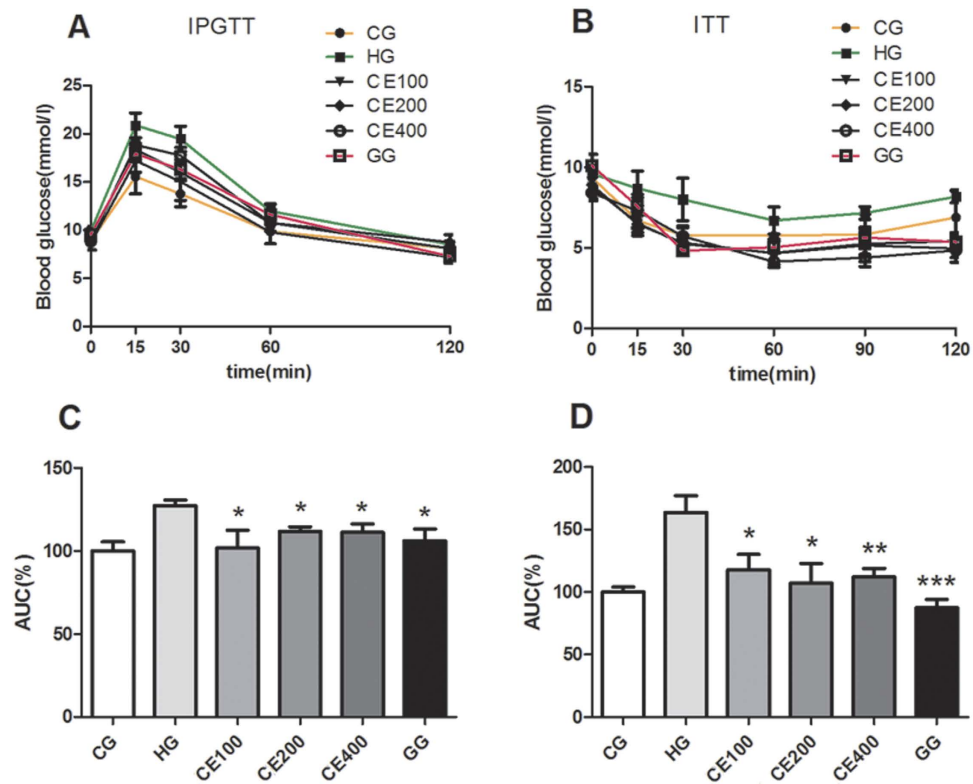 A
IPGTT
CG
HG
CE100
CE200
CE400
GG
25
20
15
10
5
0
Blood glucose(mmol/l)
0 15 30 60 120
time(min)
B
ITT
CG
HG
CE100
CE200
CE400
GG
15
10
5
0
Blood glucose(mmol/l)
0 15 30 60 90 120
time(min)
C
150
100
50
0
AUC(%)
* * * *
CG HG CE100 CE200 CE400 GG
D
200
150
100
50
0
AUC(%)
* * ** ***
CG HG CE100 CE200 CE400 GG